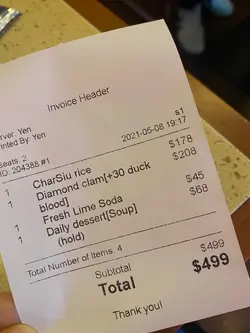 Invoice Header
rver: Yen
inted By: Yen
s1
2021-05-08 19:17
seats: 2
ID: 204388 #1
1 CharSiu rice $178
1 Diamond clam[+30 duck blood] $208
1 Fresh Lime Soda $45
1 Daily dessert[Soup] $68
(hold)
Total Number of Items: 4
Subtotal $499
Total $499
Thank you!